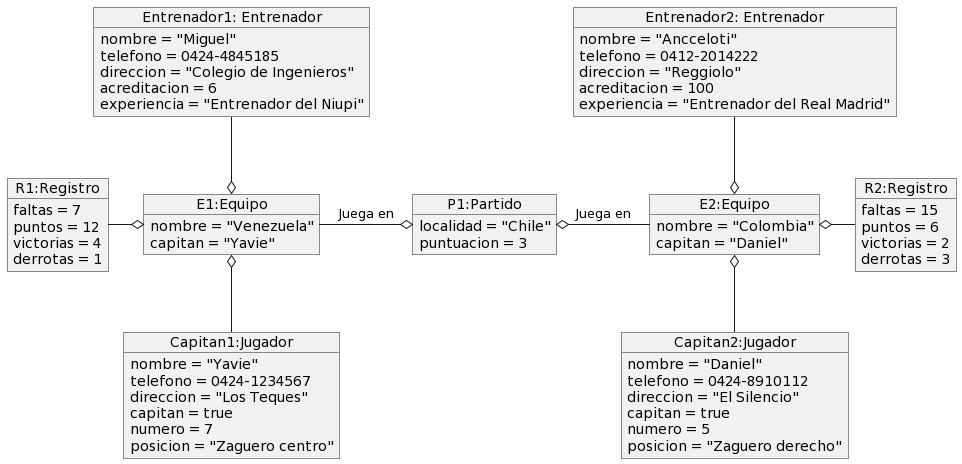 Entrenador1: Entrenador
nombre = "Miguel"
telefono = 0424-4845185
direccion = "Colegio de Ingenieros"
acreditacion = 6
experiencia = "Entrenador del Niupi"
Entrenador2: Entrenador
nombre = "Ancceloti"
telefono = 0412-2014222
direccion = "Reggiolo"
acreditacion = 100
experiencia = "Entrenador del Real Madrid"
R1:Registro
faltas = 7
puntos = 12
victorias = 4
derrotas = 1
E1:Equipo
nombre = "Venezuela"
capitan = "Yavie"
Juega en
P1:Partido
localidad = "Chile"
puntuacion = 3
Juega en
E2:Equipo
nombre = "Colombia"
capitan = "Daniel"
R2:Registro
faltas = 15
puntos = 6
victorias = 2
derrotas = 3
Capitan1:Jugador
nombre = "Yavie"
telefono = 0424-1234567
direccion = "Los Teques"
capitan = true
numero = 7
posicion = "Zaguero centro"
Capitan2:Jugador
nombre = "Daniel"
telefono = 0424-8910112
direccion = "El Silencio"
capitan = true
numero = 5
posicion = "Zaguero derecho"